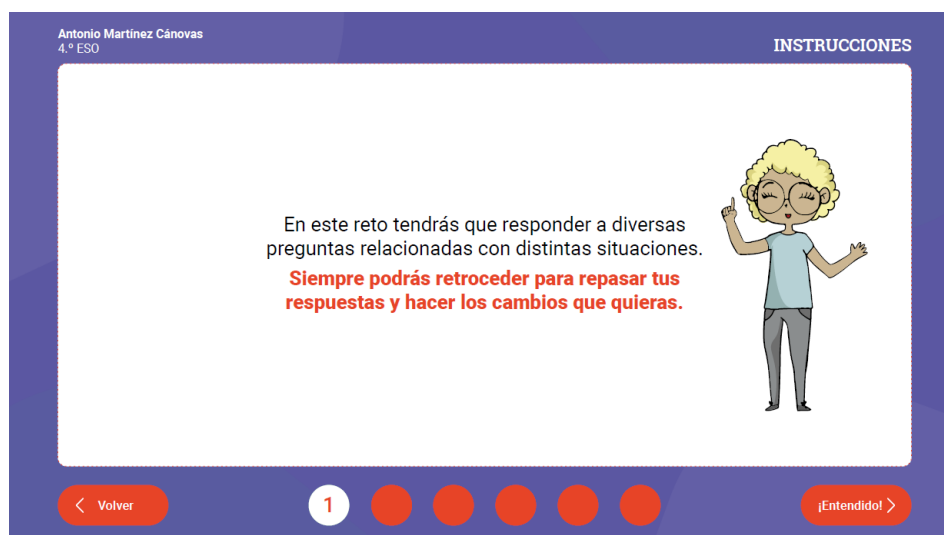 Antonio Martínez Cánovas
4.º ESO
INSTRUCCIONES
En este reto tendrás que responder a diversas
preguntas relacionadas con distintas situaciones.
Siempre podrás retroceder para repasar tus
respuestas y hacer los cambios que quieras.
Volver
1
¡Entendido!